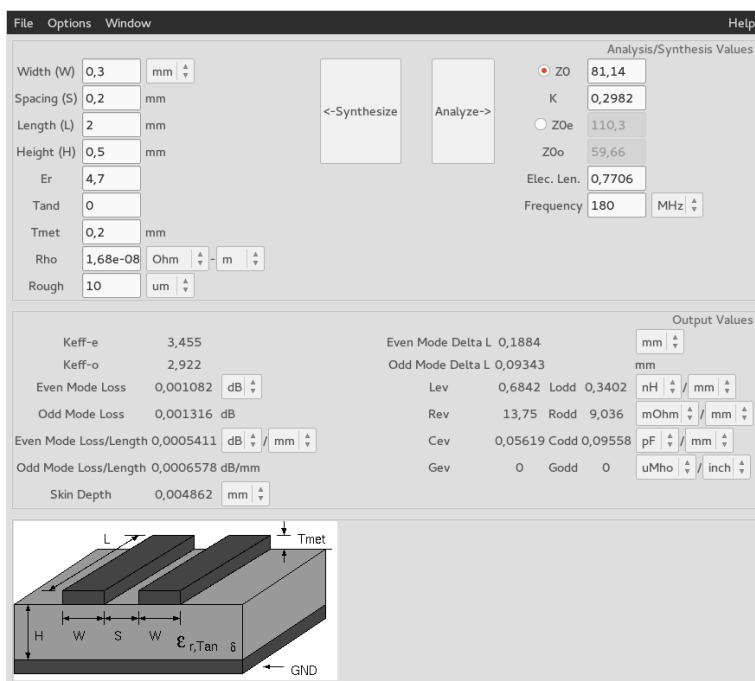 File Options Window Help
Analysis/Synthesis Values
Width (W) 0,3 mm
Spacing (S) 0,2 mm
Length (L) 2 mm
Height (H) 0,5 mm
Er 4,7
Tand 0
Tmet 0,2 mm
Rho 1,68e-08 Ohm - m
Rough 10 um
<-Synthesize
Analyze->
Z0 81,14
K 0,2982
Z0e 110,3
Z0o 59,66
Elec. Len. 0,7706
Frequency 180 MHz
Output Values
Keff-e 3,455
Keff-o 2,922
Even Mode Loss 0,001082 dB
Odd Mode Loss 0,001316 dB
Even Mode Loss/Length 0,0005411 dB / mm
Odd Mode Loss/Length 0,0006578 dB/mm
Skin Depth 0,004862 mm
Even Mode Delta L 0,1884 mm
Odd Mode Delta L 0,09343 mm
Lev 0,6842 Lodd 0,3402 nH / mm
Rev 13,75 Rodd 9,036 mOhm / mm
Cev 0,05619 Codd 0,09558 pF / mm
Gev 0 Godd 0 uMho / inch
L
Tmet
H W S W ε r,Tan δ
GND